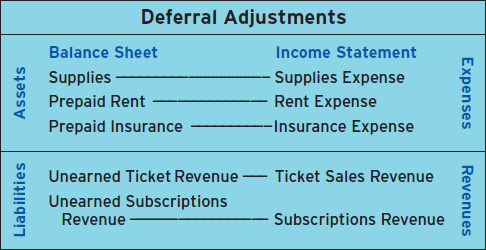 Deferral Adjustments
Balance Sheet Income Statement
Assets
Supplies Supplies Expense
Prepaid Rent Rent Expense
Prepaid Insurance Insurance Expense
Expenses
Liabilities
Unearned Ticket Revenue Ticket Sales Revenue
Unearned Subscriptions
Revenue Subscriptions Revenue
Revenues